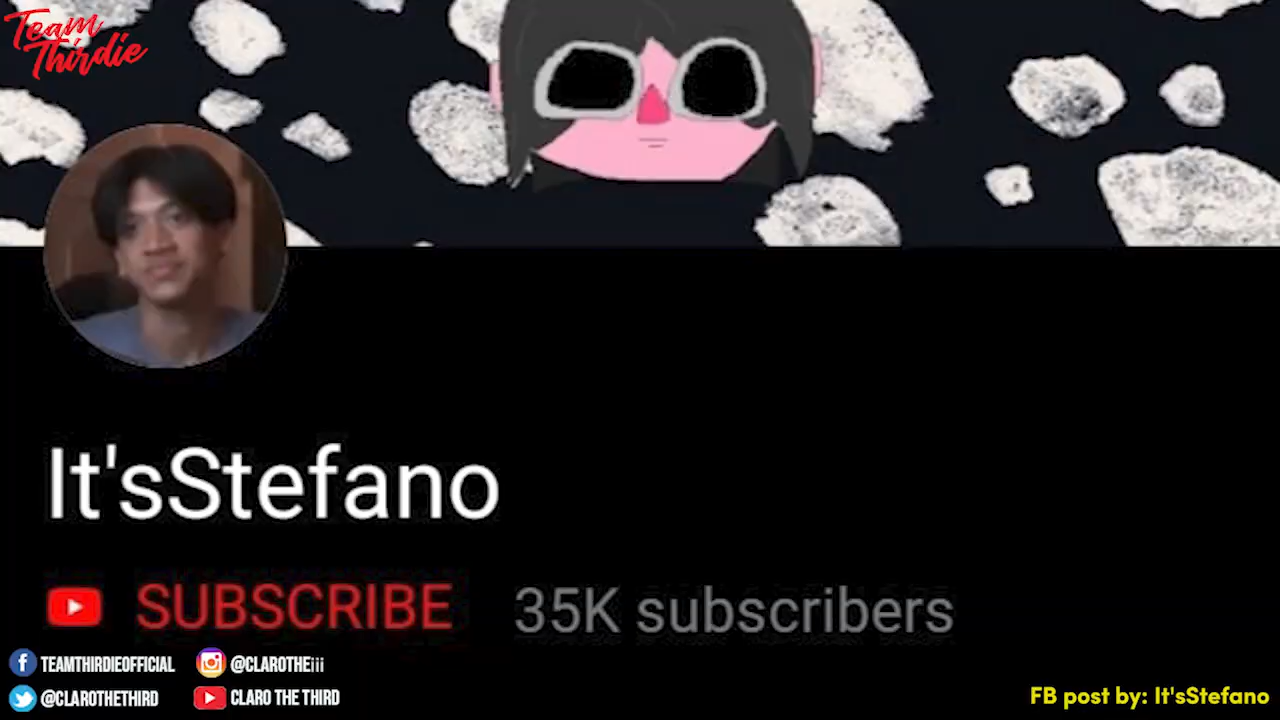 Team
Thirdie
It'sStefano
SUBSCRIBE 35K subscribers
TEAMTHIRDIEOFFICIAL @CLAROTHEiii
@CLAROTHETHIRD CLARO THE THIRD
FB post by: It'sStefano